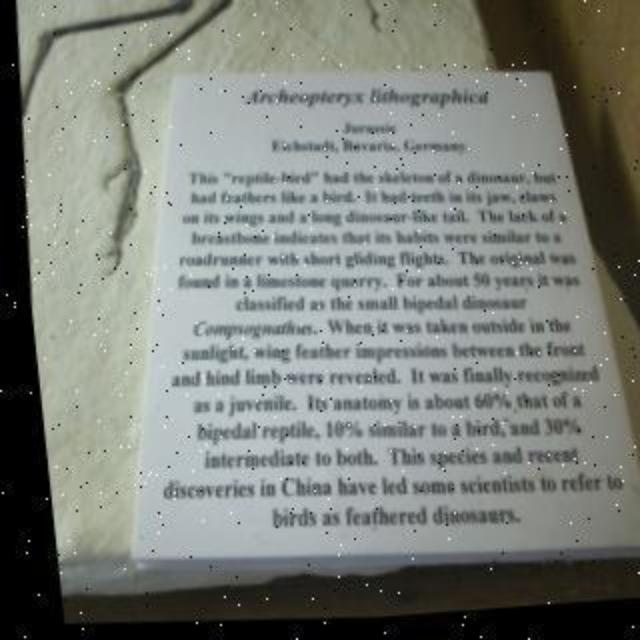 Archeopteryx lithographica
Jurassic
Eichstadt, Bavaria, Germany
This "reptile-bird" had the skeleton of a dinosaur, but
had feathers like a bird. It had teeth in its jaw, claws
on its wings and a long dinosaur-like tail. The lack of a
breastbone indicates that its habits were similar to a
roadrunner with short gliding flights. The original was
found in a limestone quarry. For about 50 years it was
classified as the small bipedal dinosaur
Compsognathus. When it was taken outside in the
sunlight, wing feather impressions between the front
and hind limb were revealed. It was finally recognized
as a juvenile. Its anatomy is about 60% that of a
bipedal reptile, 10% similar to a bird, and 30%
intermediate to both. This species and recent
discoveries in China have led some scientists to refer to
birds as feathered dinosaurs.